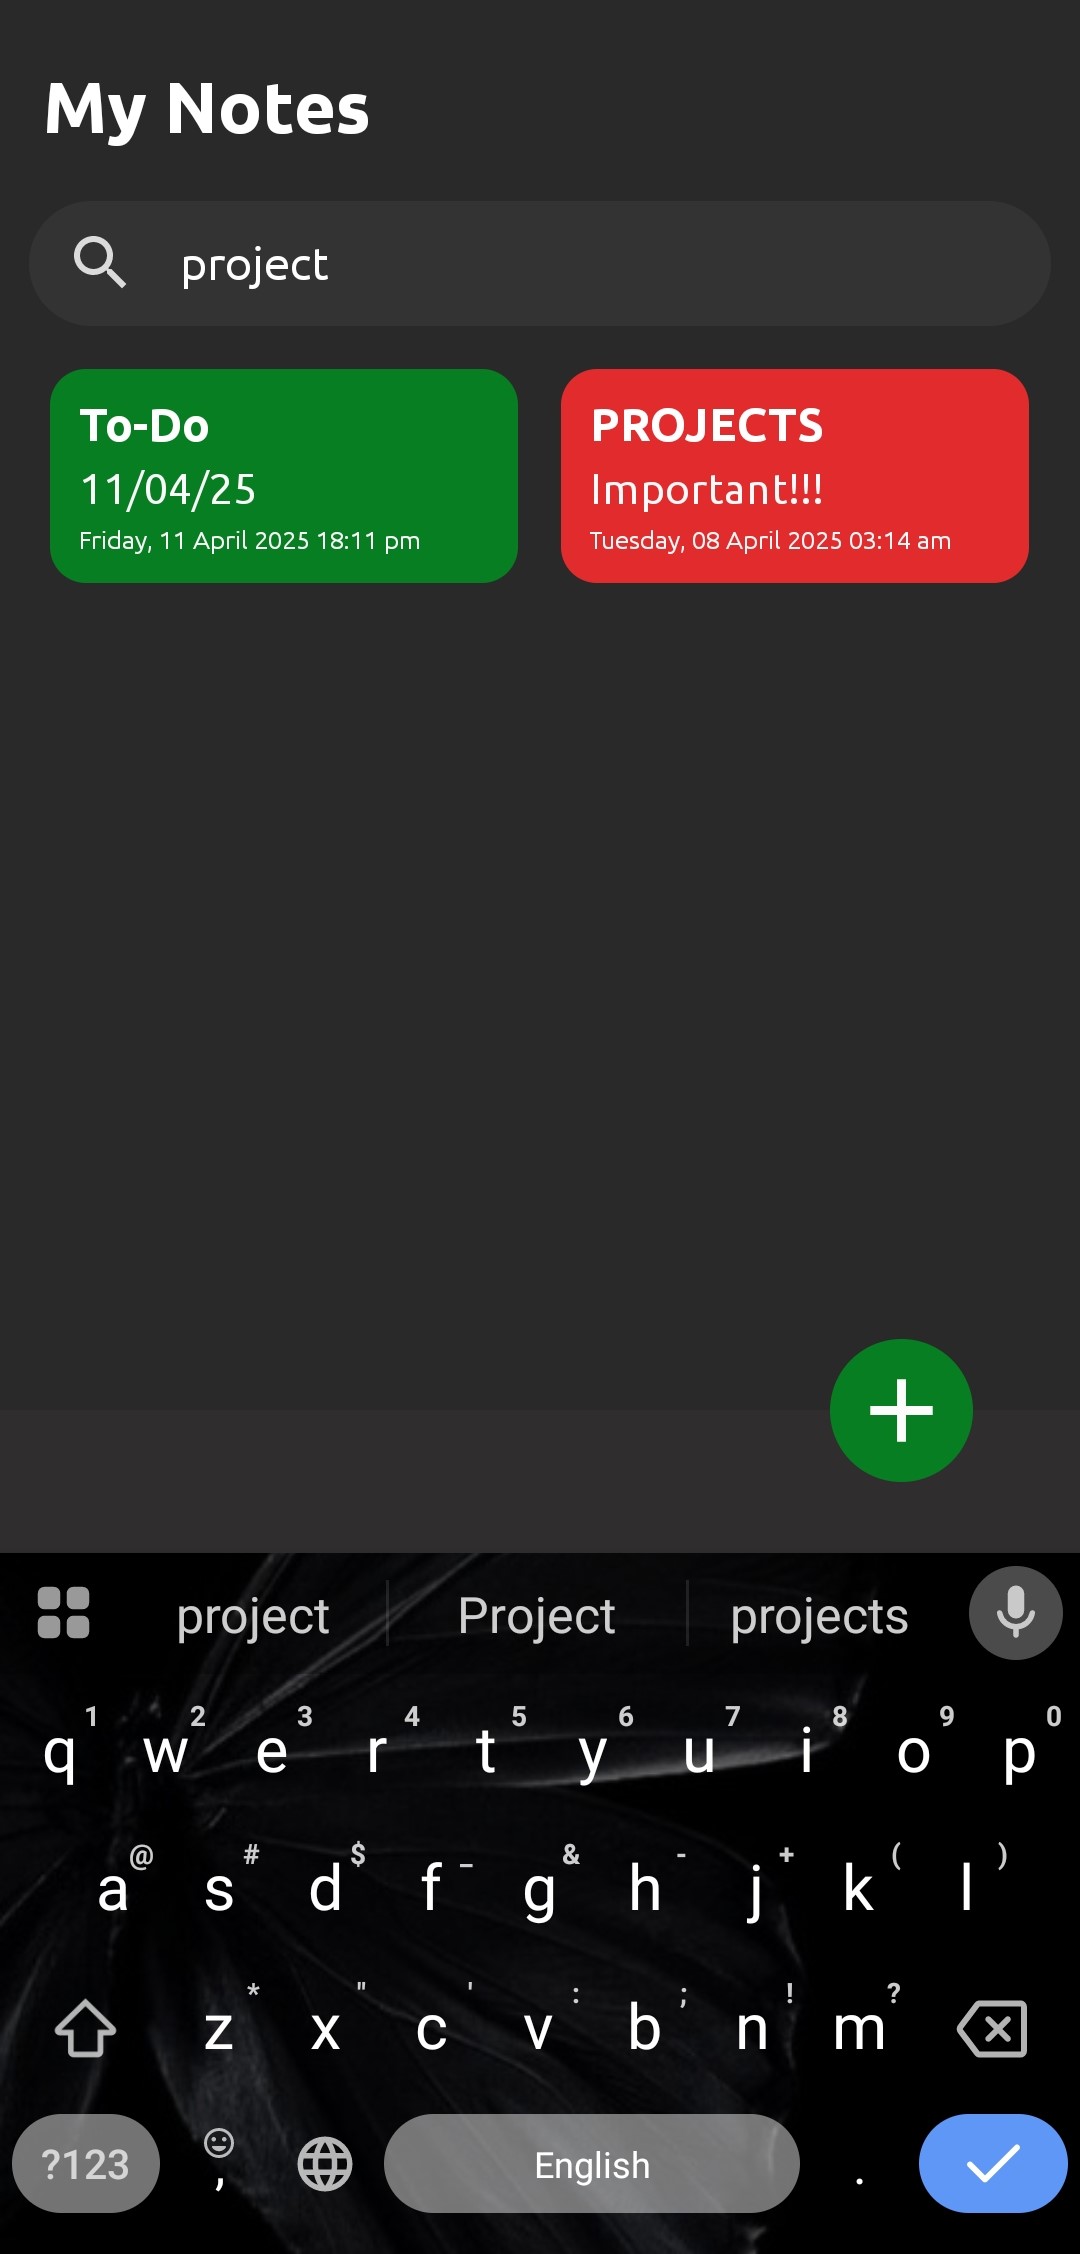 My Notes
project
To-Do
11/04/25
Friday, 11 April 2025 18:11 pm
PROJECTS
Important!!!
Tuesday, 08 April 2025 03:14 am
project Project projects
1 2 3 4 5 6 7 8 9 0
q w e r t y u i o p
@ # $ _ & - + ( )
a s d f g h j k l
* " ' : ; ! ?
z x c v b n m
?123 , English .